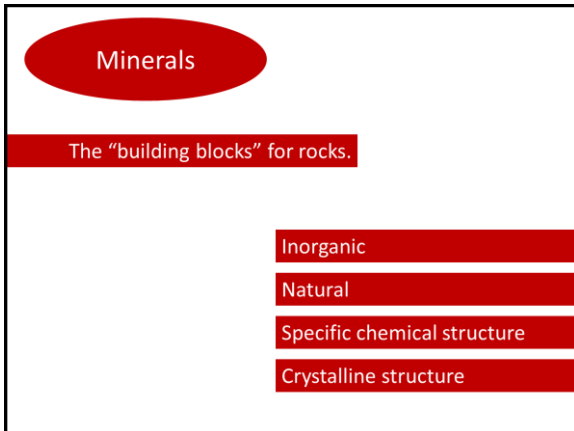 Minerals
The “building blocks” for rocks.
Inorganic
Natural
Specific chemical structure
Crystalline structure